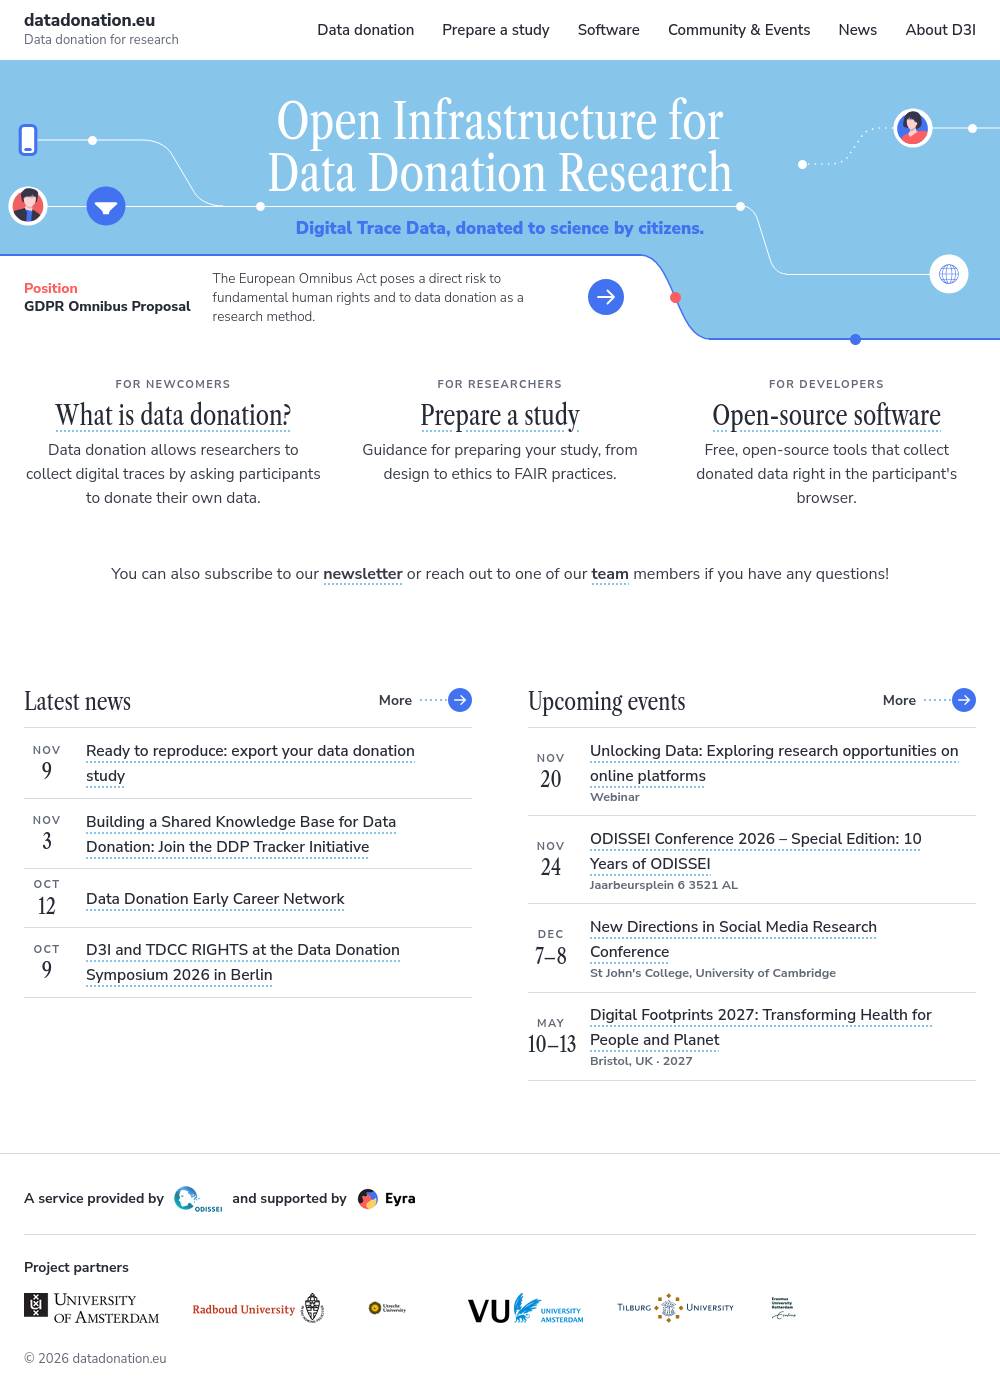 datadonation.eu
Data donation for research
Data donation
Prepare a study
Software
Community & Events
News
About D3I
Open Infrastructure for
Data Donation Research
Digital Trace Data, donated to science by citizens.
Position
GDPR Omnibus Proposal
The European Omnibus Act poses a direct risk to
fundamental human rights and to data donation as a
research method.
FOR NEWCOMERS
What is data donation?
Data donation allows researchers to
collect digital traces by asking participants
to donate their own data.
FOR RESEARCHERS
Prepare a study
Guidance for preparing your study, from
design to ethics to FAIR practices.
FOR DEVELOPERS
Open-source software
Free, open-source tools that collect
donated data right in the participant's
browser.
You can also subscribe to our newsletter or reach out to one of our team members if you have any questions!
Latest news
More
NOV
9
Ready to reproduce: export your data donation
study
NOV
3
Building a Shared Knowledge Base for Data
Donation: Join the DDP Tracker Initiative
OCT
12
Data Donation Early Career Network
OCT
9
D3I and TDCC RIGHTS at the Data Donation
Symposium 2026 in Berlin
Upcoming events
More
NOV
20
Unlocking Data: Exploring research opportunities on
online platforms
Webinar
NOV
24
ODISSEI Conference 2026 – Special Edition: 10
Years of ODISSEI
Jaarbeursplein 6 3521 AL
DEC
7–8
New Directions in Social Media Research
Conference
St John's College, University of Cambridge
MAY
10–13
Digital Footprints 2027: Transforming Health for
People and Planet
Bristol, UK · 2027
A service provided by
ODISSEI
and supported by
Eyra
Project partners
UNIVERSITY
OF AMSTERDAM
Radboud University
Utrecht
University
VU
UNIVERSITY
AMSTERDAM
TILBURG UNIVERSITY
Erasmus
University
Rotterdam
Erasmus
© 2026 datadonation.eu